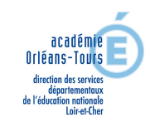 académie
Orléans-Tours
É
direction des services
départementaux
de l'éducation nationale
Loir-et-Cher